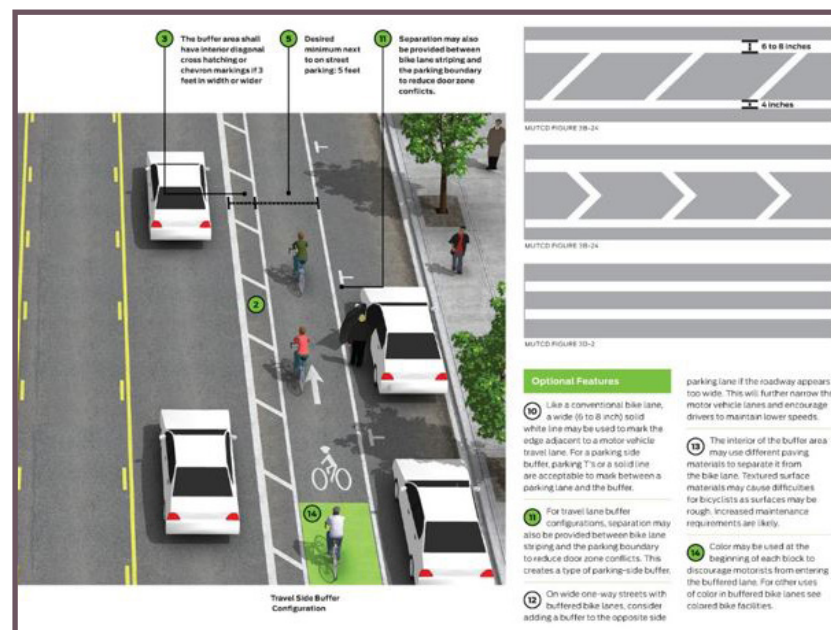 3
The buffer area shall
have interior diagonal
cross hatching or
chevron markings if 3
feet in width or wider
5
Desired
minimum next
to on street
parking: 5 feet
11
Separation may also
be provided between
bike lane striping and
the parking boundary
to reduce door zone
conflicts.
2
14
Travel Side Buffer
Configuration
6 to 8 inches
4 inches
MUTCD FIGURE 3B-24
MUTCD FIGURE 3B-24
MUTCD FIGURE 3D-2
Optional Features
10 Like a conventional bike lane,
a wide (6 to 8 inch) solid
white line may be used to mark the
edge adjacent to a motor vehicle
travel lane. For a parking side
buffer, parking T's or a solid line
are acceptable to mark between a
parking lane and the buffer.
11 For travel lane buffer
configurations, separation may
also be provided between bike lane
striping and the parking boundary
to reduce door zone conflicts. This
creates a type of parking-side buffer.
12 On wide one-way streets with
buffered bike lanes, consider
adding a buffer to the opposite side
parking lane if the roadway appears
too wide. This will further narrow the
motor vehicle lanes and encourage
drivers to maintain lower speeds.
13 The interior of the buffer area
may use different paving
materials to separate it from
the bike lane. Textured surface
materials may cause difficulties
for bicyclists as surfaces may be
rough. Increased maintenance
requirements are likely.
14 Color may be used at the
beginning of each block to
discourage motorists from entering
the buffered lane. For other uses
of color in buffered bike lanes see
colored bike facilities.